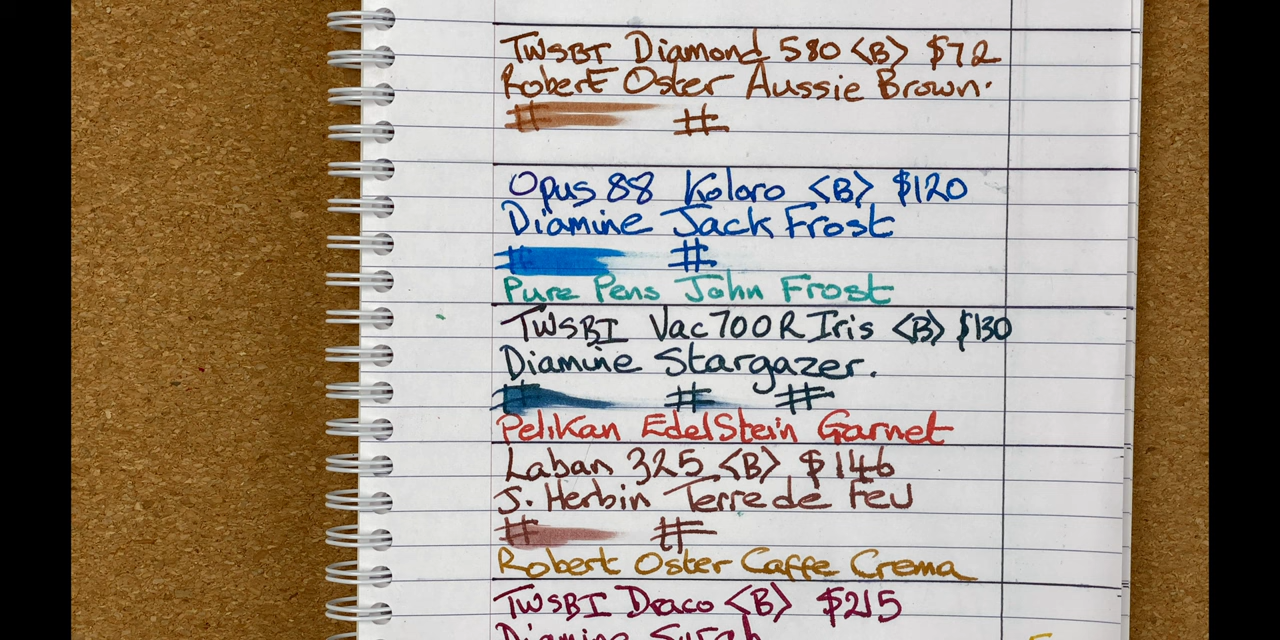 TWSBI Diamond 580 <B> $72
Robert Oster Aussie Brown.
# #
Opus 88 Koloro <B> $120
Diamine Jack Frost
# #
Pure Pens John Frost
TWSBI Vac700R Iris <B> $130
Diamine Stargazer.
# # #
Pelikan EdelStein Garnet
Laban 325 <B> $146
J. Herbin Terre de Feu
# #
Robert Oster Caffe Crema
TWSBI Draco <B> $215
Diamine